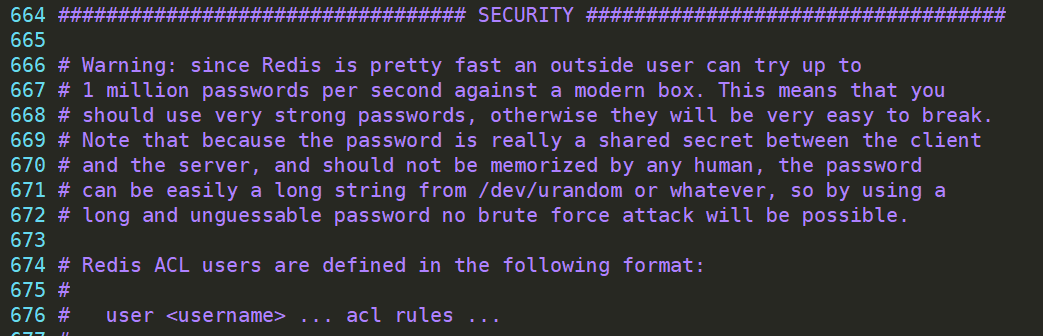 664 ################################## SECURITY ###################################
665
666 # Warning: since Redis is pretty fast an outside user can try up to
667 # 1 million passwords per second against a modern box. This means that you
668 # should use very strong passwords, otherwise they will be very easy to break.
669 # Note that because the password is really a shared secret between the client
670 # and the server, and should not be memorized by any human, the password
671 # can be easily a long string from /dev/urandom or whatever, so by using a
672 # long and unguessable password no brute force attack will be possible.
673
674 # Redis ACL users are defined in the following format:
675 #
676 #   user <username> ... acl rules ...
677 #